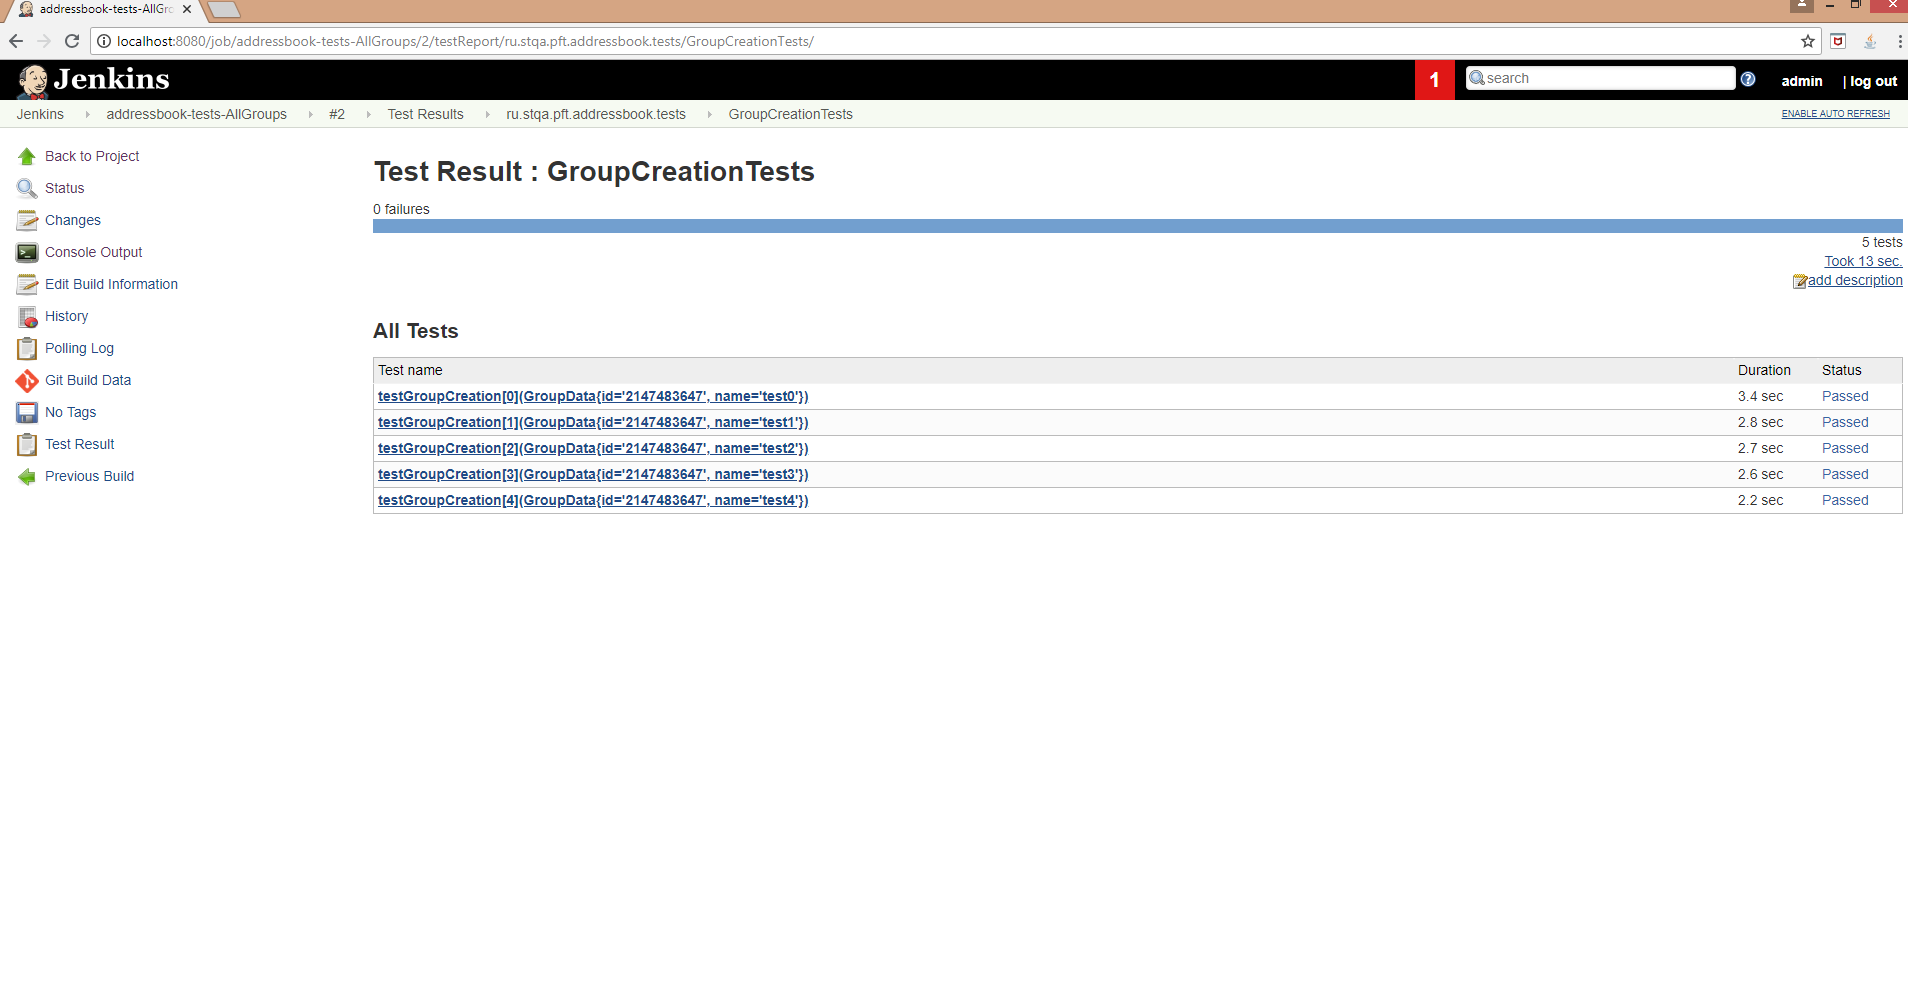 addressbook-tests-AllGro
localhost:8080/job/addressbook-tests-AllGroups/2/testReport/ru.stqa.pft.addressbook.tests/GroupCreationTests/
Jenkins 1 search admin | log out
Jenkins addressbook-tests-AllGroups #2 Test Results ru.stqa.pft.addressbook.tests GroupCreationTests ENABLE AUTO REFRESH
Back to Project
Status
Changes
Console Output
Edit Build Information
History
Polling Log
Git Build Data
No Tags
Test Result
Previous Build
Test Result : GroupCreationTests
0 failures
5 tests
Took 13 sec.
add description
All Tests
Test name Duration Status
testGroupCreation[0](GroupData{id='2147483647', name='test0'}) 3.4 sec Passed
testGroupCreation[1](GroupData{id='2147483647', name='test1'}) 2.8 sec Passed
testGroupCreation[2](GroupData{id='2147483647', name='test2'}) 2.7 sec Passed
testGroupCreation[3](GroupData{id='2147483647', name='test3'}) 2.6 sec Passed
testGroupCreation[4](GroupData{id='2147483647', name='test4'}) 2.2 sec Passed